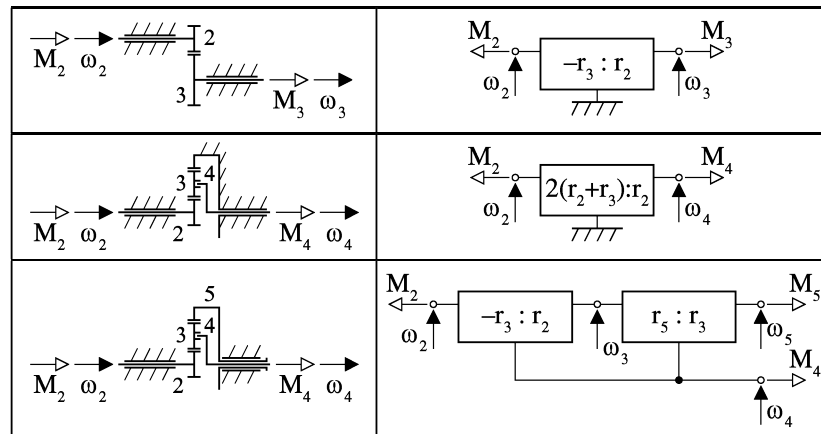 2
M₂ ω₂
3
M₃ ω₃
M₂ M₃
–r₃ : r₂
ω₂ ω₃
4
3
M₂ ω₂ 2 M₄ ω₄
M₂ M₄
2(r₂+r₃):r₂
ω₂ ω₄
5
3 4
M₂ ω₂ 2 M₄ ω₄
M₂ M₅
–r₃ : r₂ r₅ : r₃
ω₂ ω₃ ω₅
M₄
ω₄